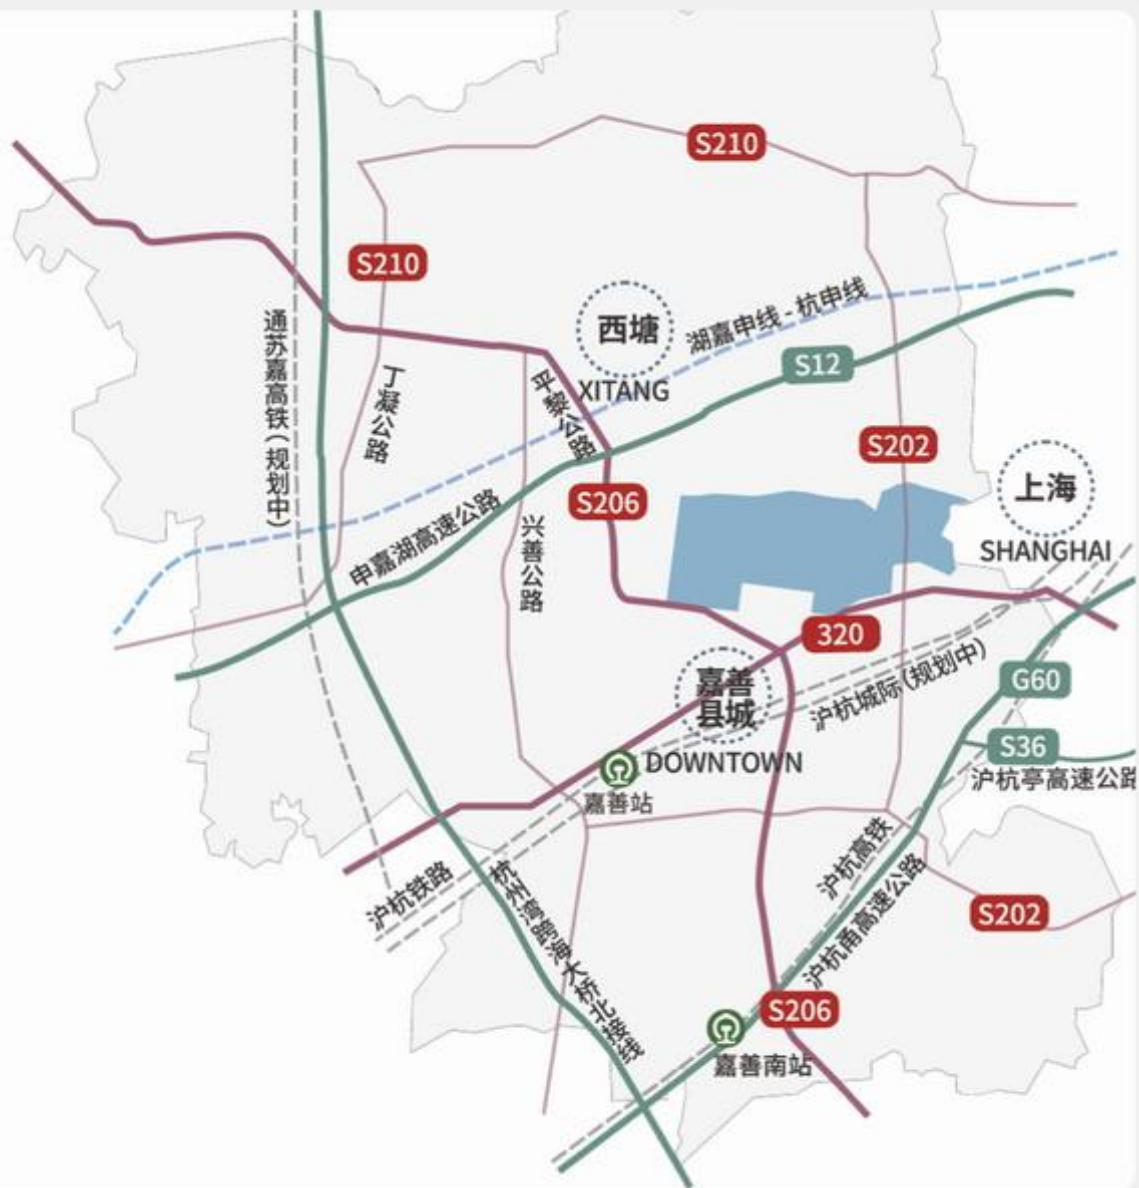 S210
S210
通苏嘉高铁(规划中)
西塘
XITANG
湖嘉申线-杭申线
S12
丁凝公路
平黎公路
S202
S206
上海
SHANGHAI
申嘉湖高速公路
兴善公路
320
嘉善
县城
DOWNTOWN
沪杭城际(规划中)
G60
S36
沪杭亭高速公路
嘉善站
沪杭铁路
杭州湾跨海大桥北接线
沪杭高铁
沪杭甬高速公路
S202
S206
嘉善南站